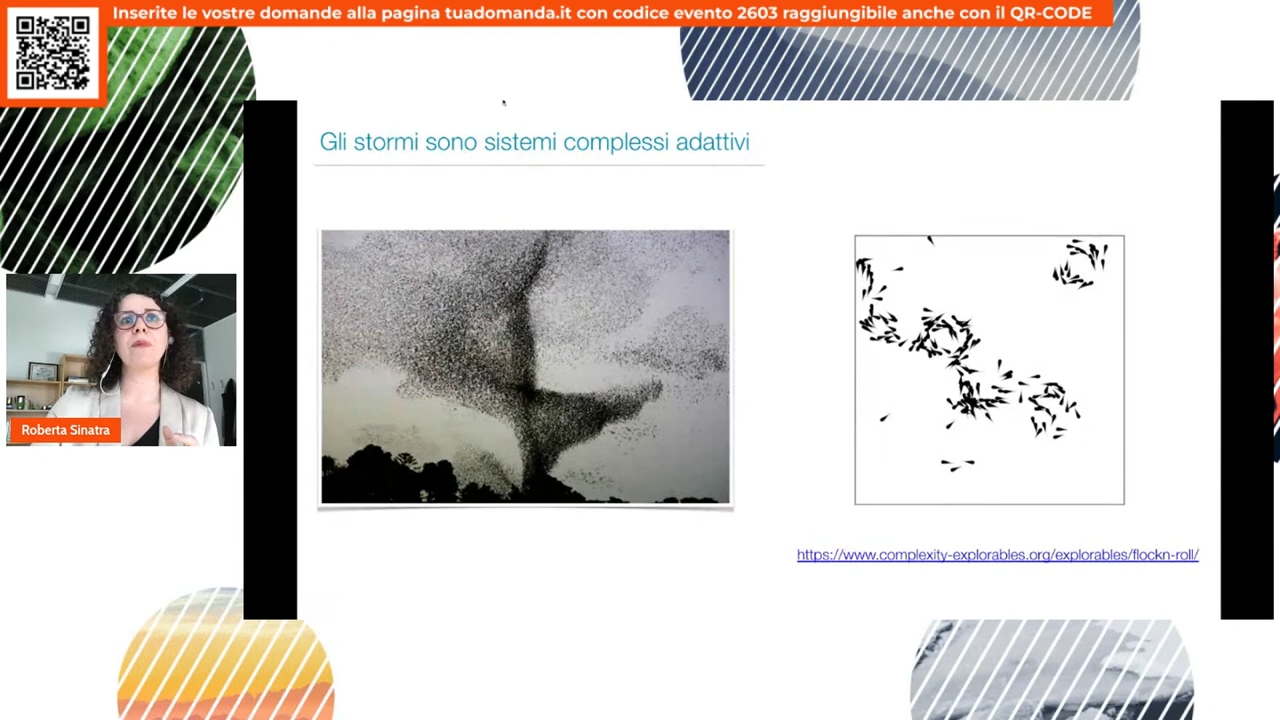 Inserite le vostre domande alla pagina tuadomanda.it con codice evento 2603 raggiungibile anche con il QR-CODE
Gli stormi sono sistemi complessi adattivi
Roberta Sinatra
https://www.complexity-explorables.org/explorables/flockn-roll/